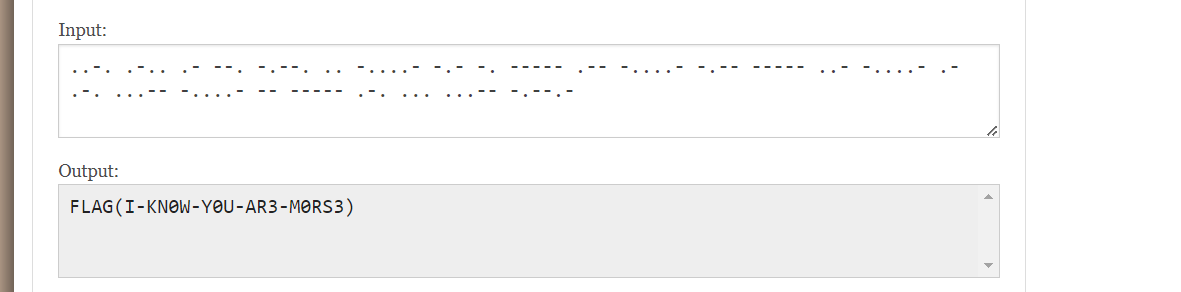 Input:
..-. .-.. .- --. -.--. .. -....- -.- -. ----- .-- -....- -.-- ----- ..- -....- .-
.-. ...-- -....- -- ----- .-. ... ...-- -.--.-
Output:
FLAG(I-KN0W-Y0U-AR3-M0RS3)